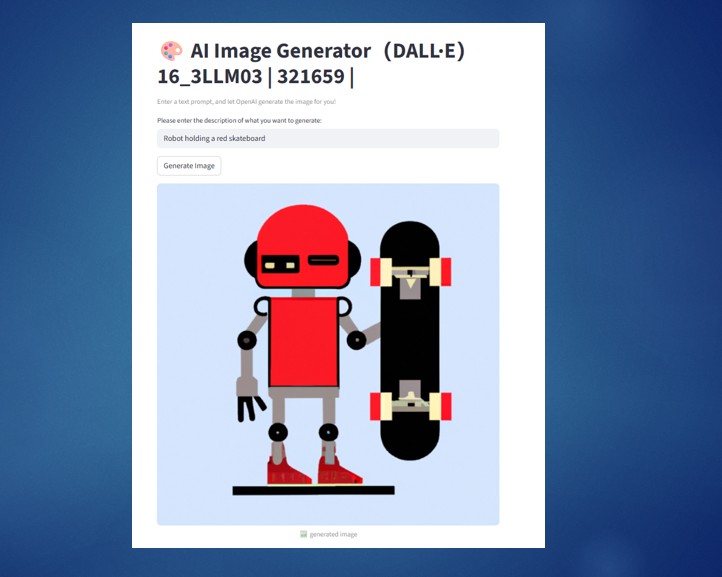 🎨 AI Image Generator （DALL·E）
16_3LLM03 | 321659 |
Enter a text prompt, and let OpenAI generate the image for you!
Please enter the description of what you want to generate:
Robot holding a red skateboard
Generate Image
generated image